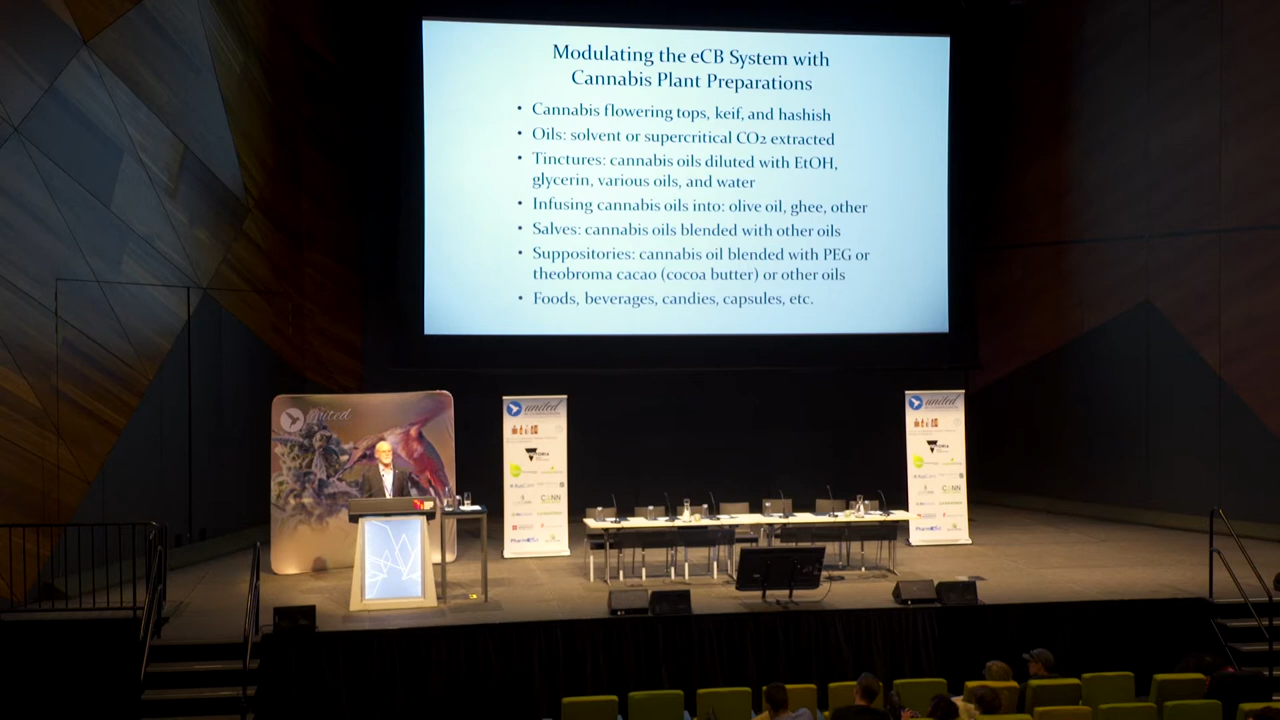 Modulating the eCB System with
Cannabis Plant Preparations
• Cannabis flowering tops, keif, and hashish
• Oils: solvent or supercritical CO2 extracted
• Tinctures: cannabis oils diluted with EtOH,
glycerin, various oils, and water
• Infusing cannabis oils into: olive oil, ghee, other
• Salves: cannabis oils blended with other oils
• Suppositories: cannabis oil blended with PEG or
theobroma cacao (cocoa butter) or other oils
• Foods, beverages, candies, capsules, etc.
united
united
united